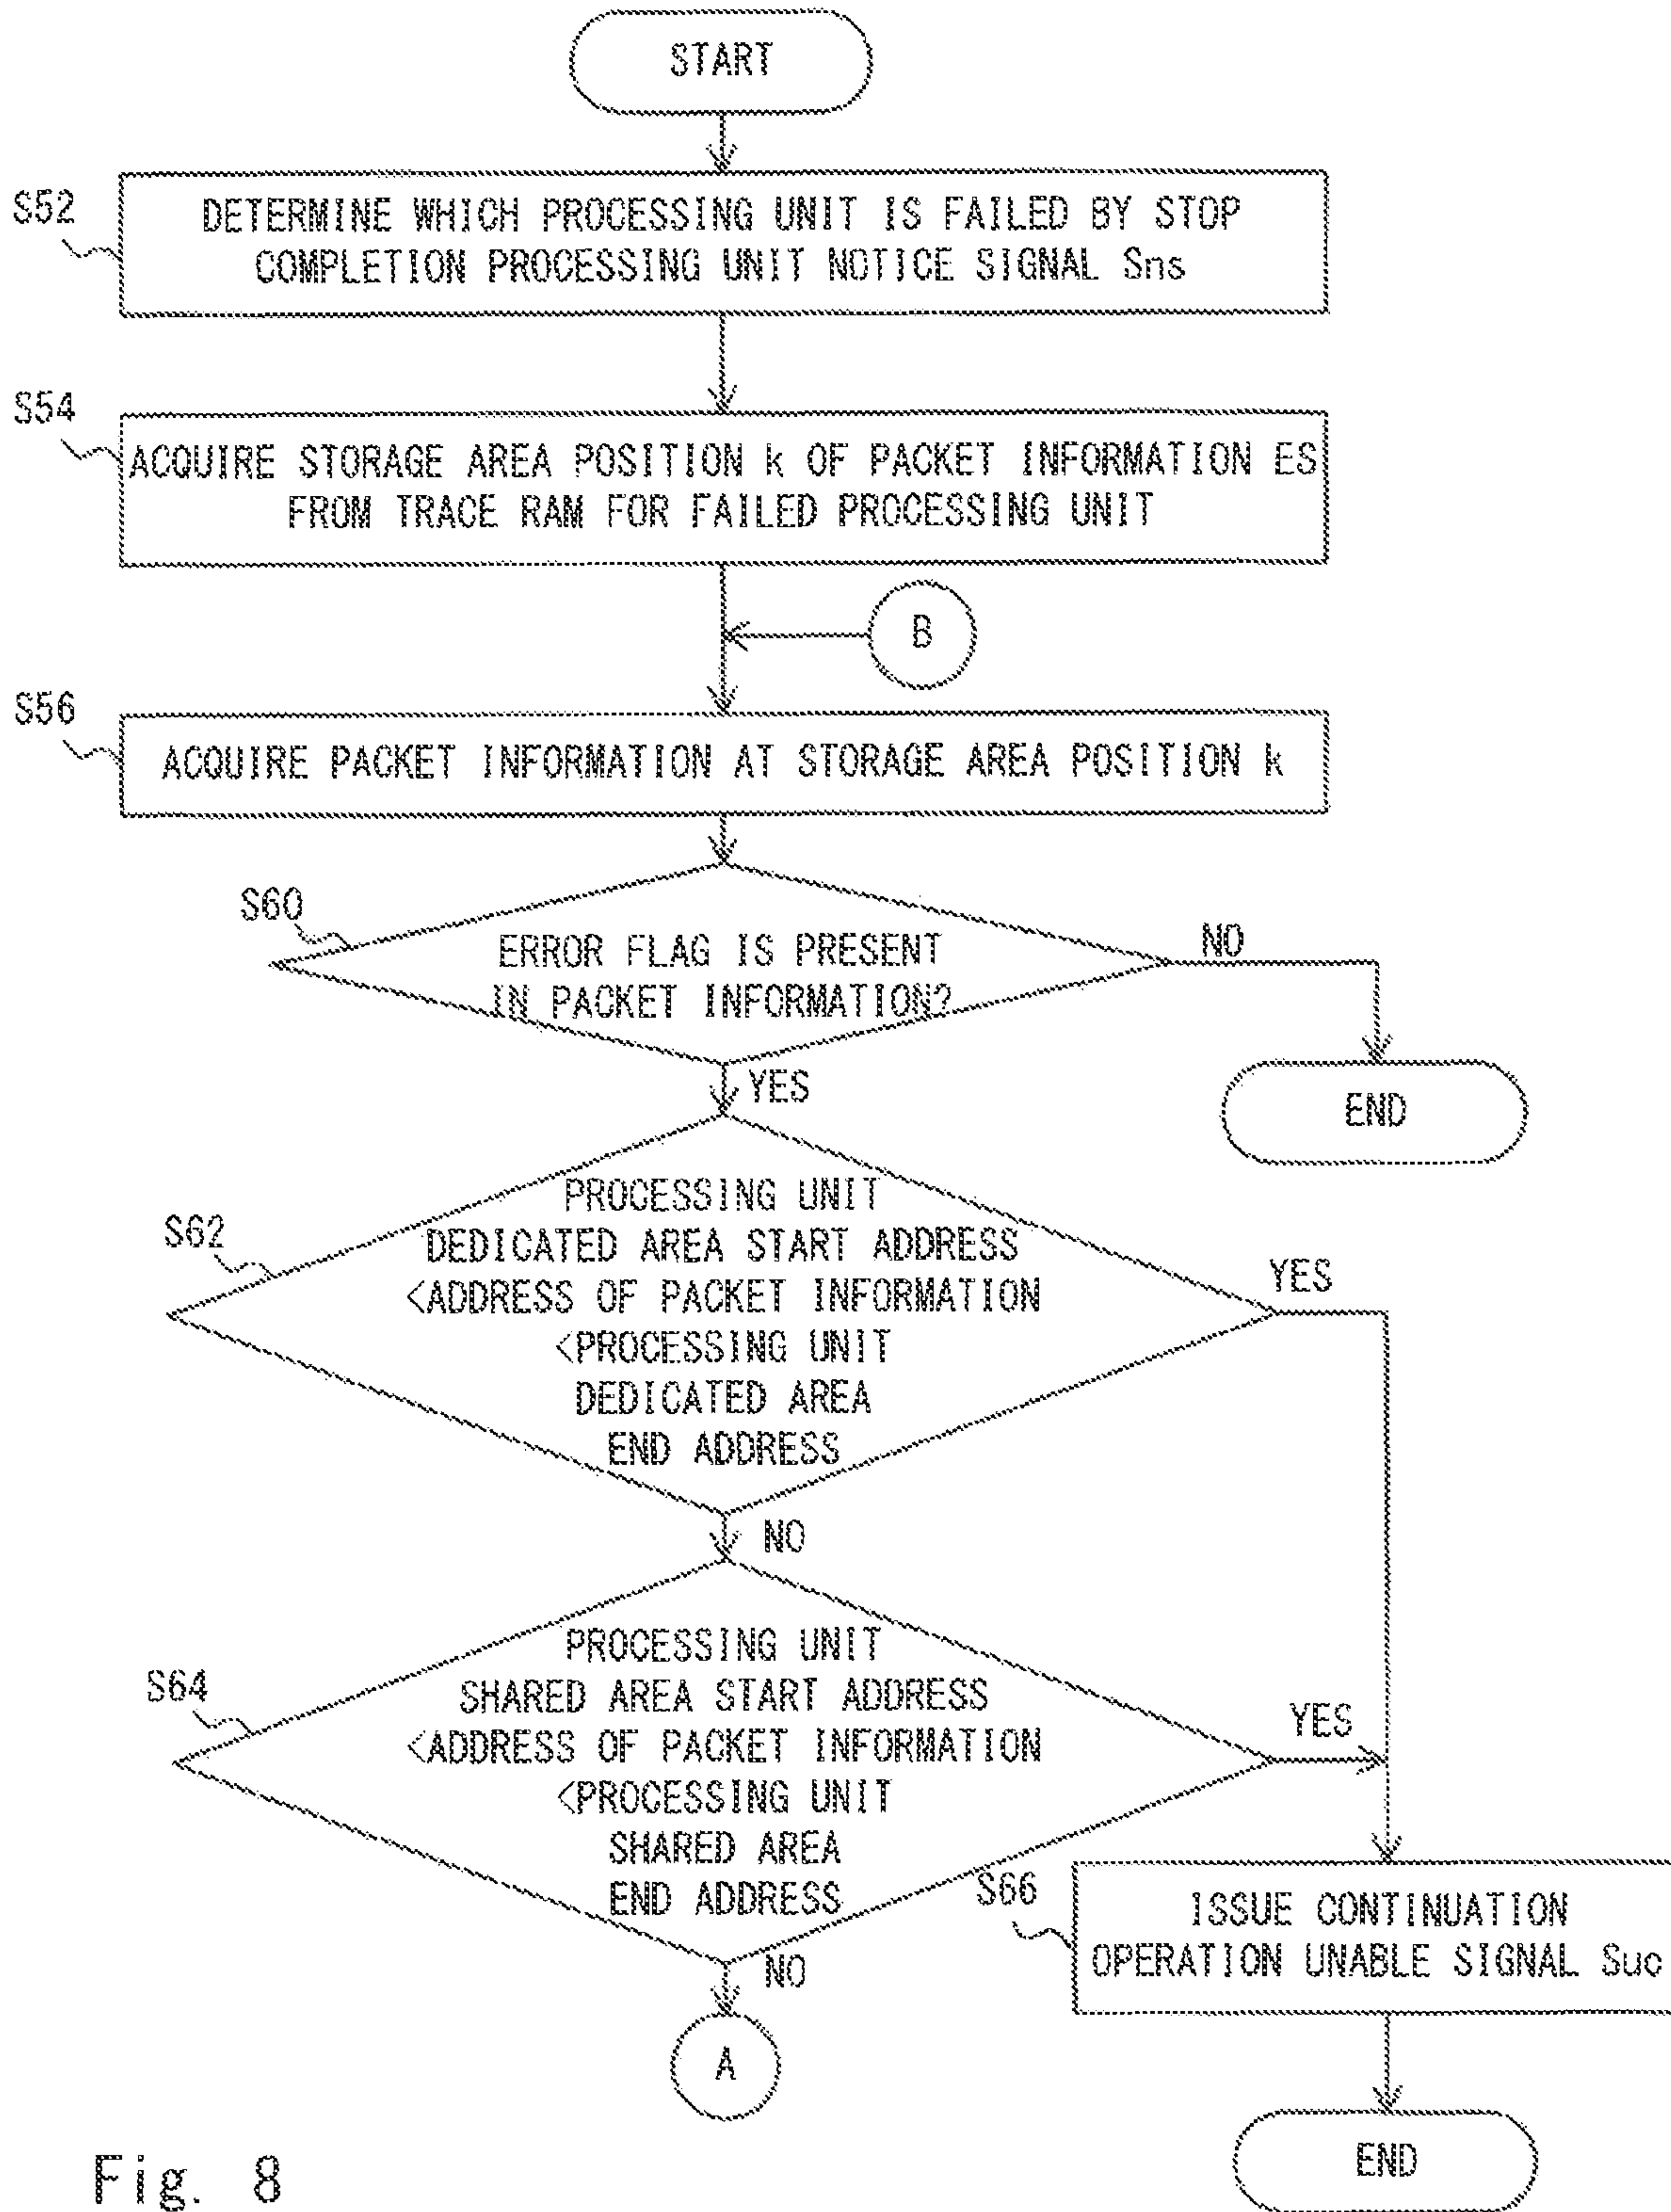 START
S52
DETERMINE WHICH PROCESSING UNIT IS FAILED BY STOP
COMPLETION PROCESSING UNIT NOTICE SIGNAL Sns
S54
ACQUIRE STORAGE AREA POSITION k OF PACKET INFORMATION ES
FROM TRACE RAM FOR FAILED PROCESSING UNIT
B
S56
ACQUIRE PACKET INFORMATION AT STORAGE AREA POSITION k
S60
ERROR FLAG IS PRESENT
IN PACKET INFORMATION?
NO
YES
END
S62
PROCESSING UNIT
DEDICATED AREA START ADDRESS
<ADDRESS OF PACKET INFORMATION
<PROCESSING UNIT
DEDICATED AREA
END ADDRESS
YES
NO
S64
PROCESSING UNIT
SHARED AREA START ADDRESS
<ADDRESS OF PACKET INFORMATION
<PROCESSING UNIT
SHARED AREA
END ADDRESS
YES
NO
S66
ISSUE CONTINUATION
OPERATION UNABLE SIGNAL Suc
A
END
Fig. 8